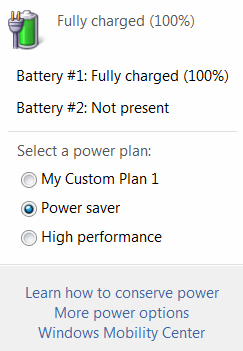 Fully charged (100%)
Battery #1: Fully charged (100%)
Battery #2: Not present
Select a power plan:
My Custom Plan 1
Power saver
High performance
Learn how to conserve power
More power options
Windows Mobility Center